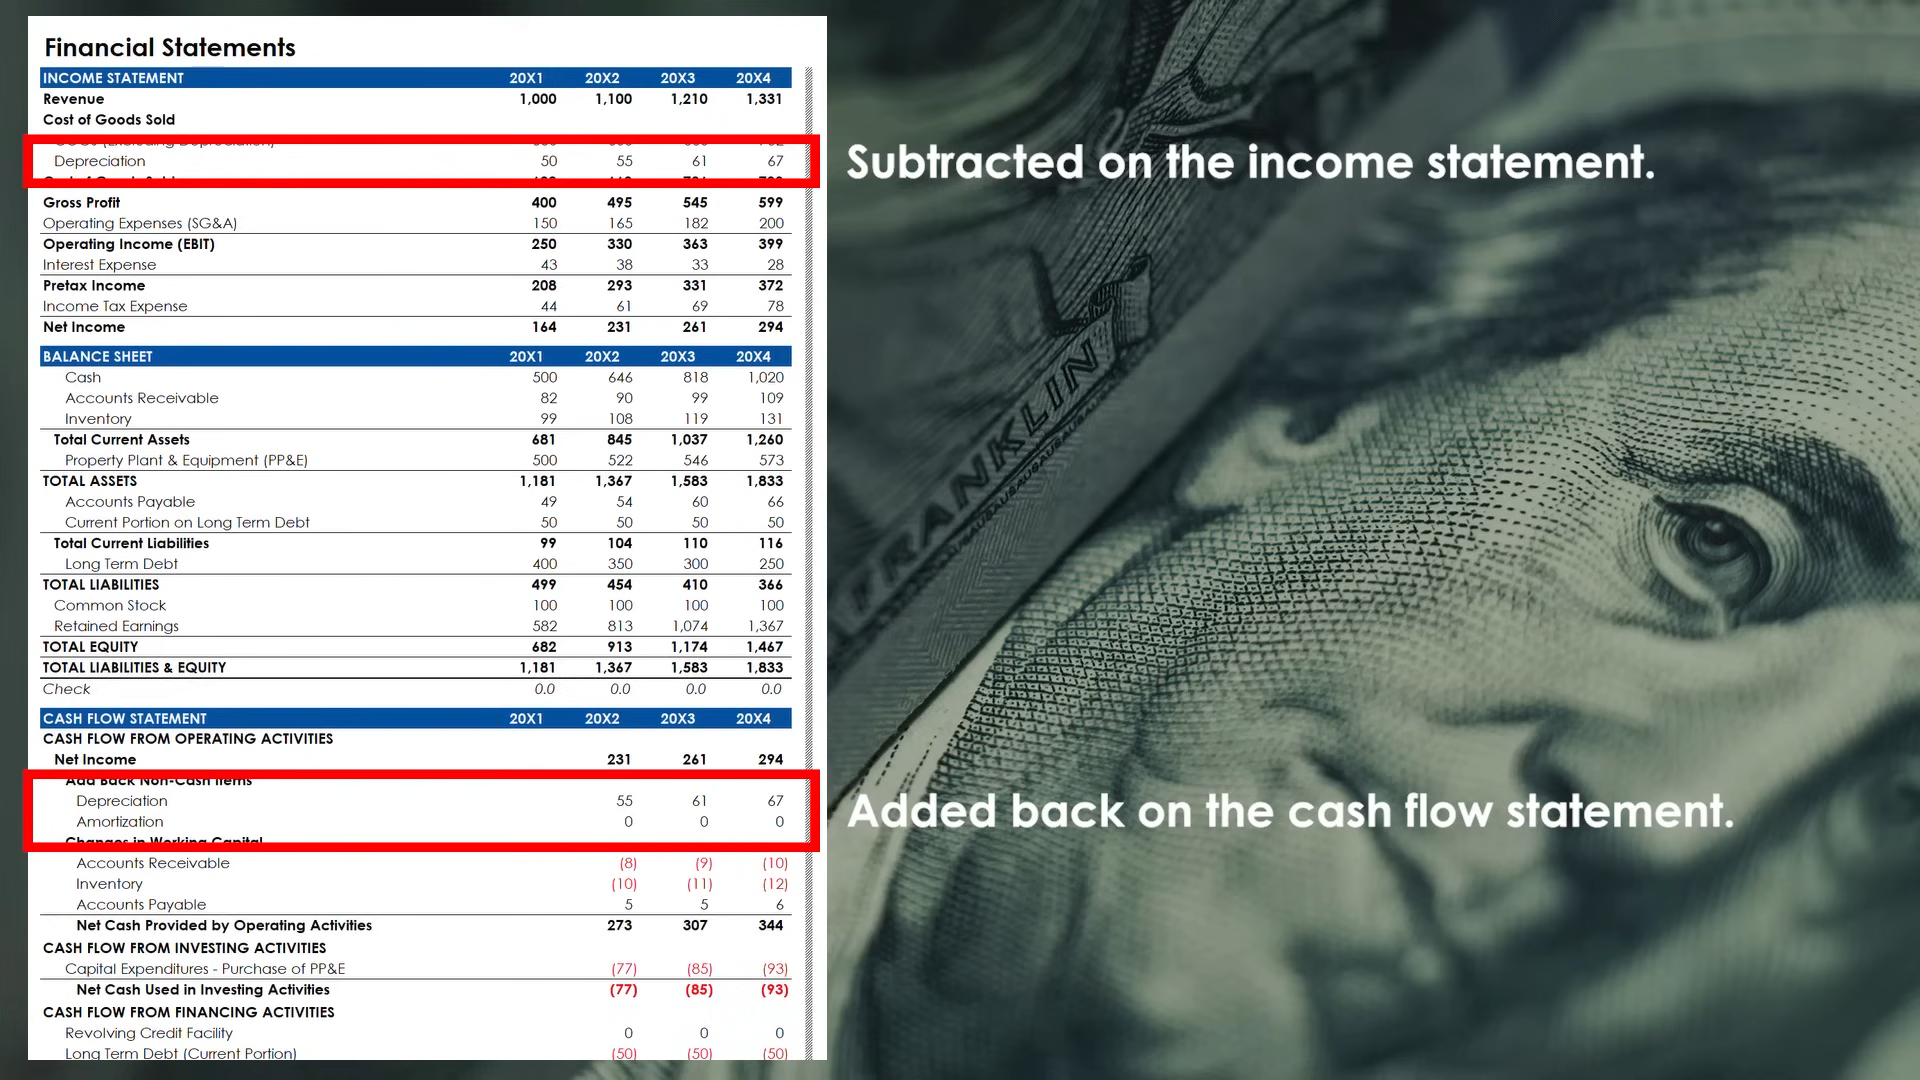 Financial Statements
INCOME STATEMENT 20X1 20X2 20X3 20X4
Revenue 1,000 1,100 1,210 1,331
Cost of Goods Sold
Depreciation 50 55 61 67
Gross Profit 400 495 545 599
Operating Expenses (SG&A) 150 165 182 200
Operating Income (EBIT) 250 330 363 399
Interest Expense 43 38 33 28
Pretax Income 208 293 331 372
Income Tax Expense 44 61 69 78
Net Income 164 231 261 294
BALANCE SHEET 20X1 20X2 20X3 20X4
Cash 500 646 818 1,020
Accounts Receivable 82 90 99 109
Inventory 99 108 119 131
Total Current Assets 681 845 1,037 1,260
Property Plant & Equipment (PP&E) 500 522 546 573
TOTAL ASSETS 1,181 1,367 1,583 1,833
Accounts Payable 49 54 60 66
Current Portion on Long Term Debt 50 50 50 50
Total Current Liabilities 99 104 110 116
Long Term Debt 400 350 300 250
TOTAL LIABILITIES 499 454 410 366
Common Stock 100 100 100 100
Retained Earnings 582 813 1,074 1,367
TOTAL EQUITY 682 913 1,174 1,467
TOTAL LIABILITIES & EQUITY 1,181 1,367 1,583 1,833
Check 0.0 0.0 0.0 0.0
CASH FLOW STATEMENT 20X1 20X2 20X3 20X4
CASH FLOW FROM OPERATING ACTIVITIES
Net Income 231 261 294
Add Back Non-Cash Items
Depreciation 55 61 67
Amortization 0 0 0
Changes in Working Capital
Accounts Receivable (8) (9) (10)
Inventory (10) (11) (12)
Accounts Payable 5 5 6
Net Cash Provided by Operating Activities 273 307 344
CASH FLOW FROM INVESTING ACTIVITIES
Capital Expenditures - Purchase of PP&E (77) (85) (93)
Net Cash Used in Investing Activities (77) (85) (93)
CASH FLOW FROM FINANCING ACTIVITIES
Revolving Credit Facility 0 0 0
Long Term Debt (Current Portion) (50) (50) (50)
Subtracted on the income statement.
Added back on the cash flow statement.
FRANKLIN